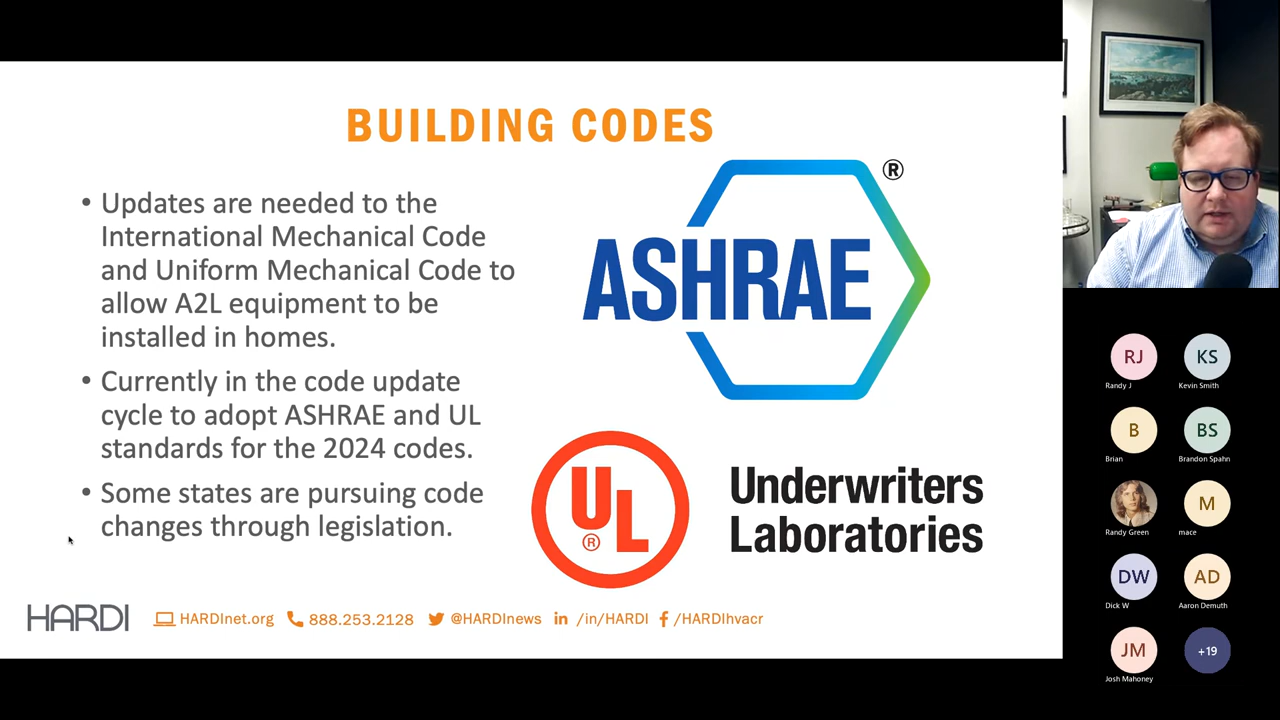 BUILDING CODES
• Updates are needed to the
International Mechanical Code
and Uniform Mechanical Code to
allow A2L equipment to be
installed in homes.
• Currently in the code update
cycle to adopt ASHRAE and UL
standards for the 2024 codes.
• Some states are pursuing code
changes through legislation.
ASHRAE®
UL®
Underwriters
Laboratories
HARDI HARDInet.org 888.253.2128 @HARDInews in /in/HARDI f /HARDIhvacr
RJ KS
Randy J Kevin Smith
B BS
Brian Brandon Spahn
M
Randy Green mace
DW AD
Dick W Aaron Demuth
JM +19
Josh Mahoney